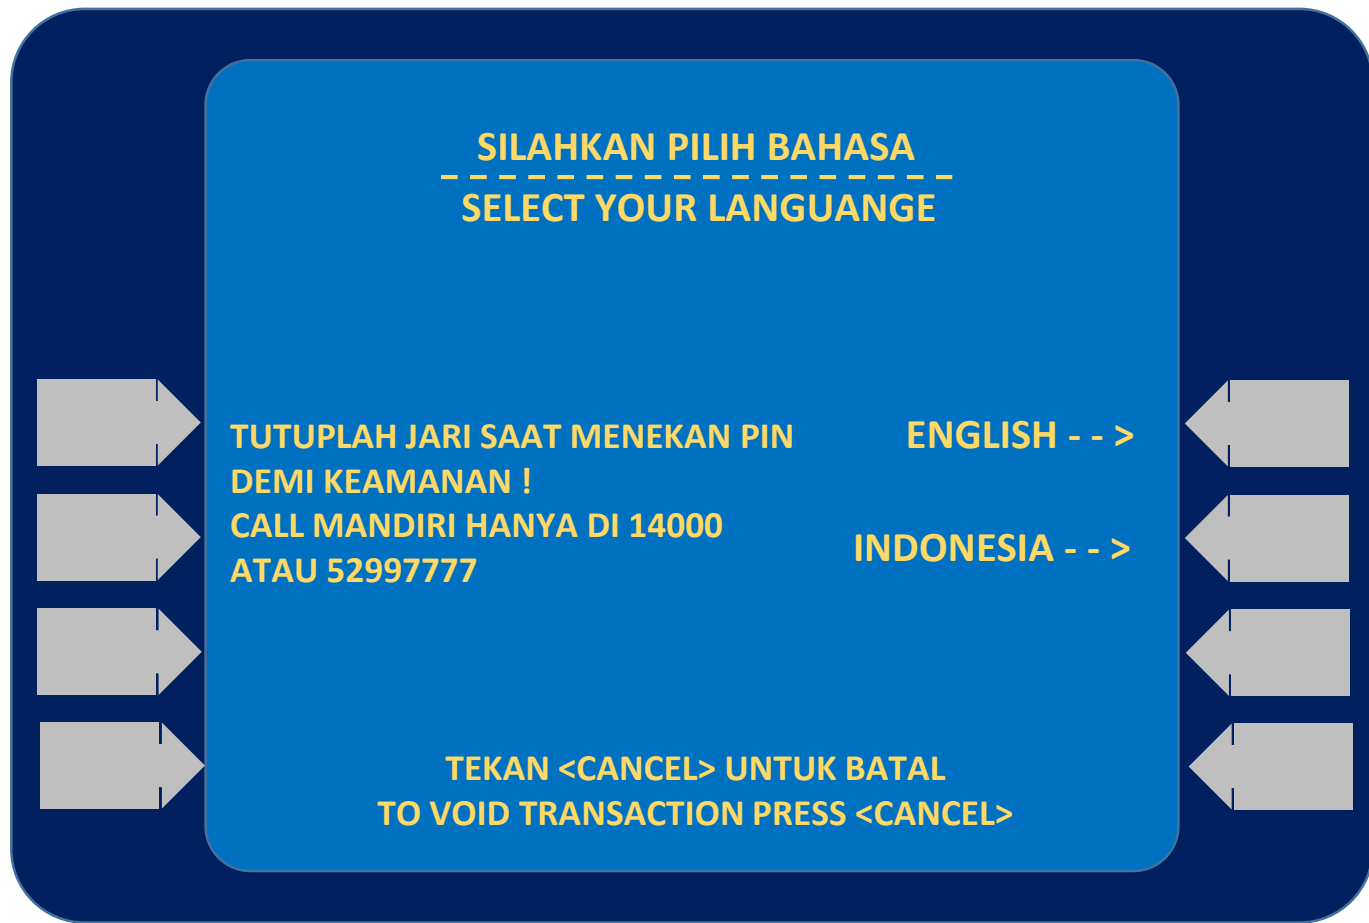 SILAHKAN PILIH BAHASA
SELECT YOUR LANGUANGE
TUTUPLAH JARI SAAT MENEKAN PIN
DEMI KEAMANAN !
CALL MANDIRI HANYA DI 14000
ATAU 52997777
ENGLISH - - >
INDONESIA - - >
TEKAN <CANCEL> UNTUK BATAL
TO VOID TRANSACTION PRESS <CANCEL>